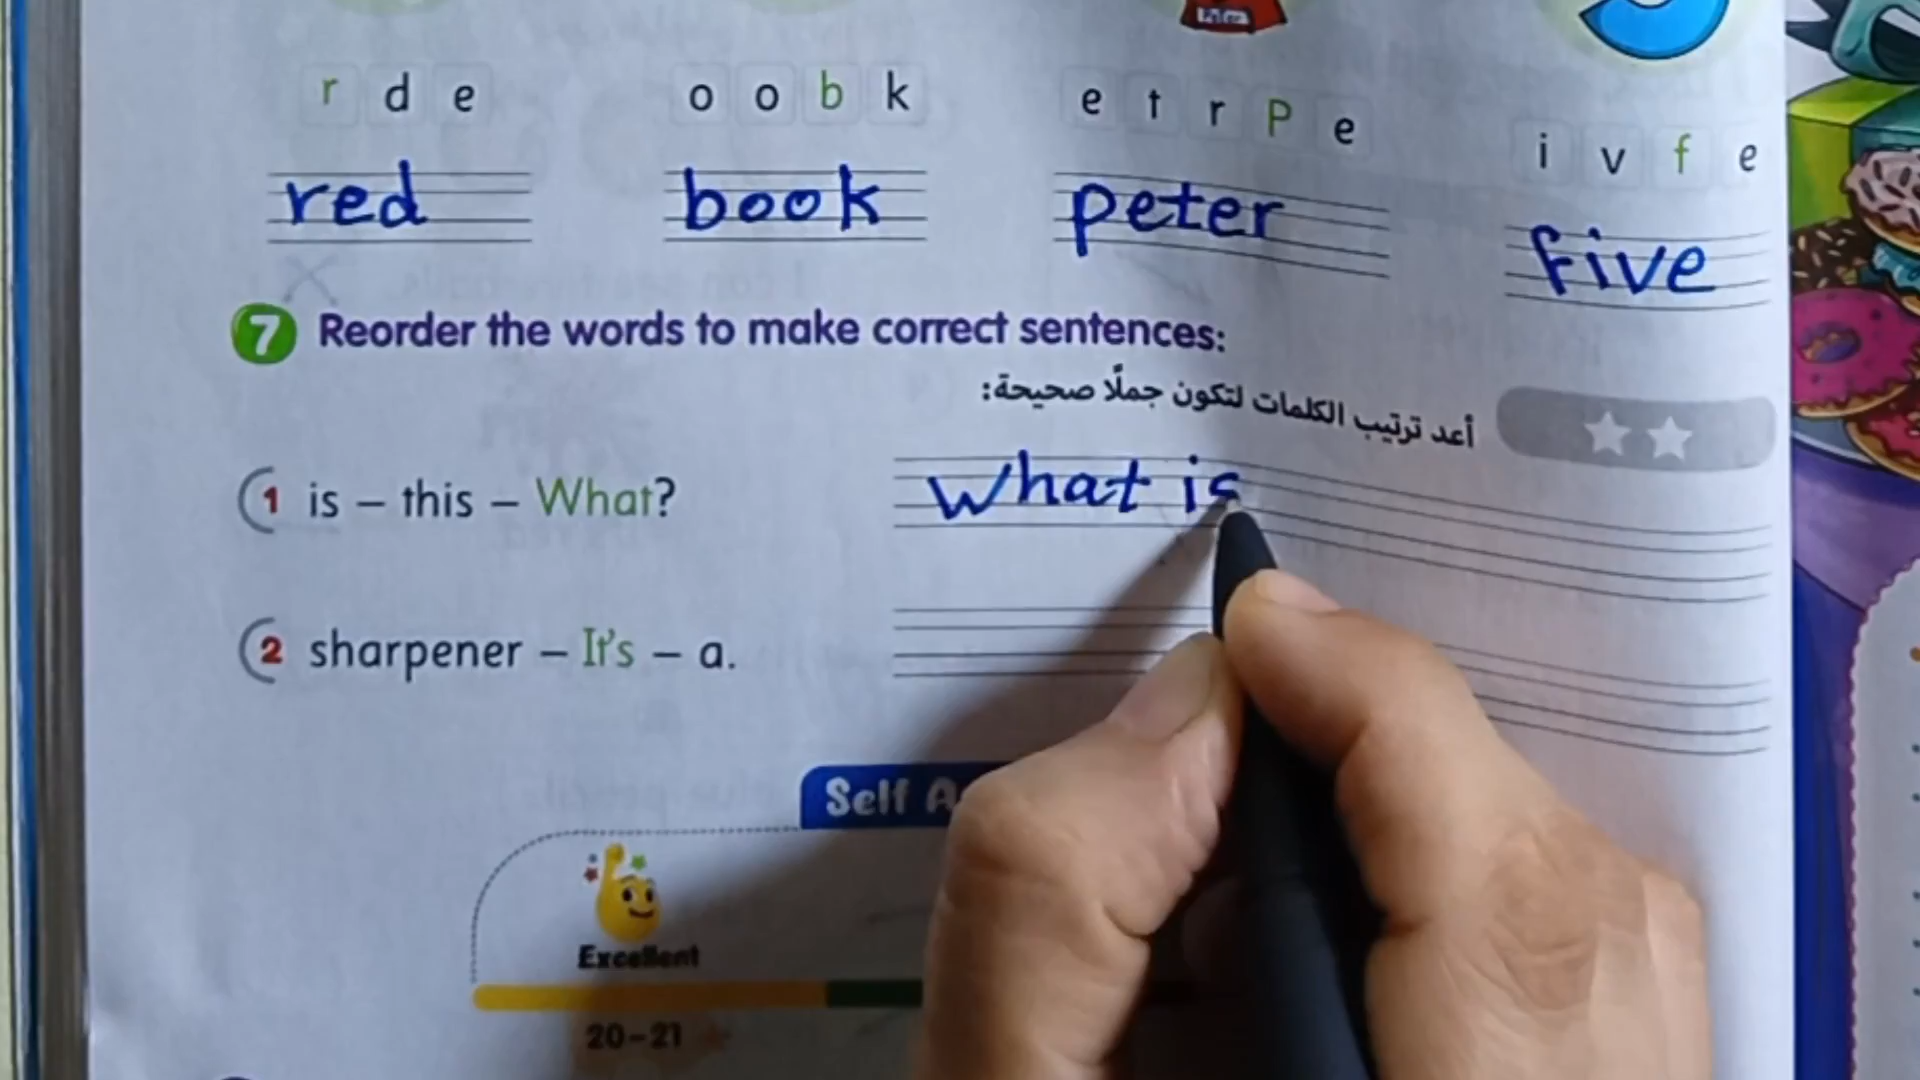 Peter
r d e o o b k e t r P e i v f e
red book peter five
7 Reorder the words to make correct sentences:
أعد ترتيب الكلمات لتكون جملًا صحيحة:
1 is – this – What? What is
2 sharpener – It's – a.
Self
Excellent
20-21